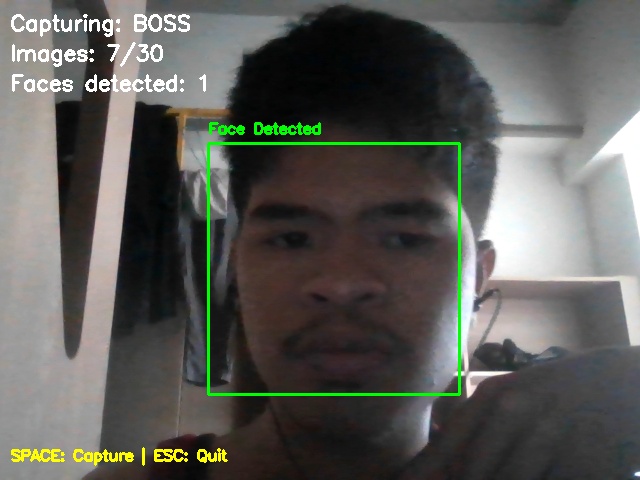 Capturing: BOSS
Images: 7/30
Faces detected: 1
Face Detected
SPACE: Capture | ESC: Quit